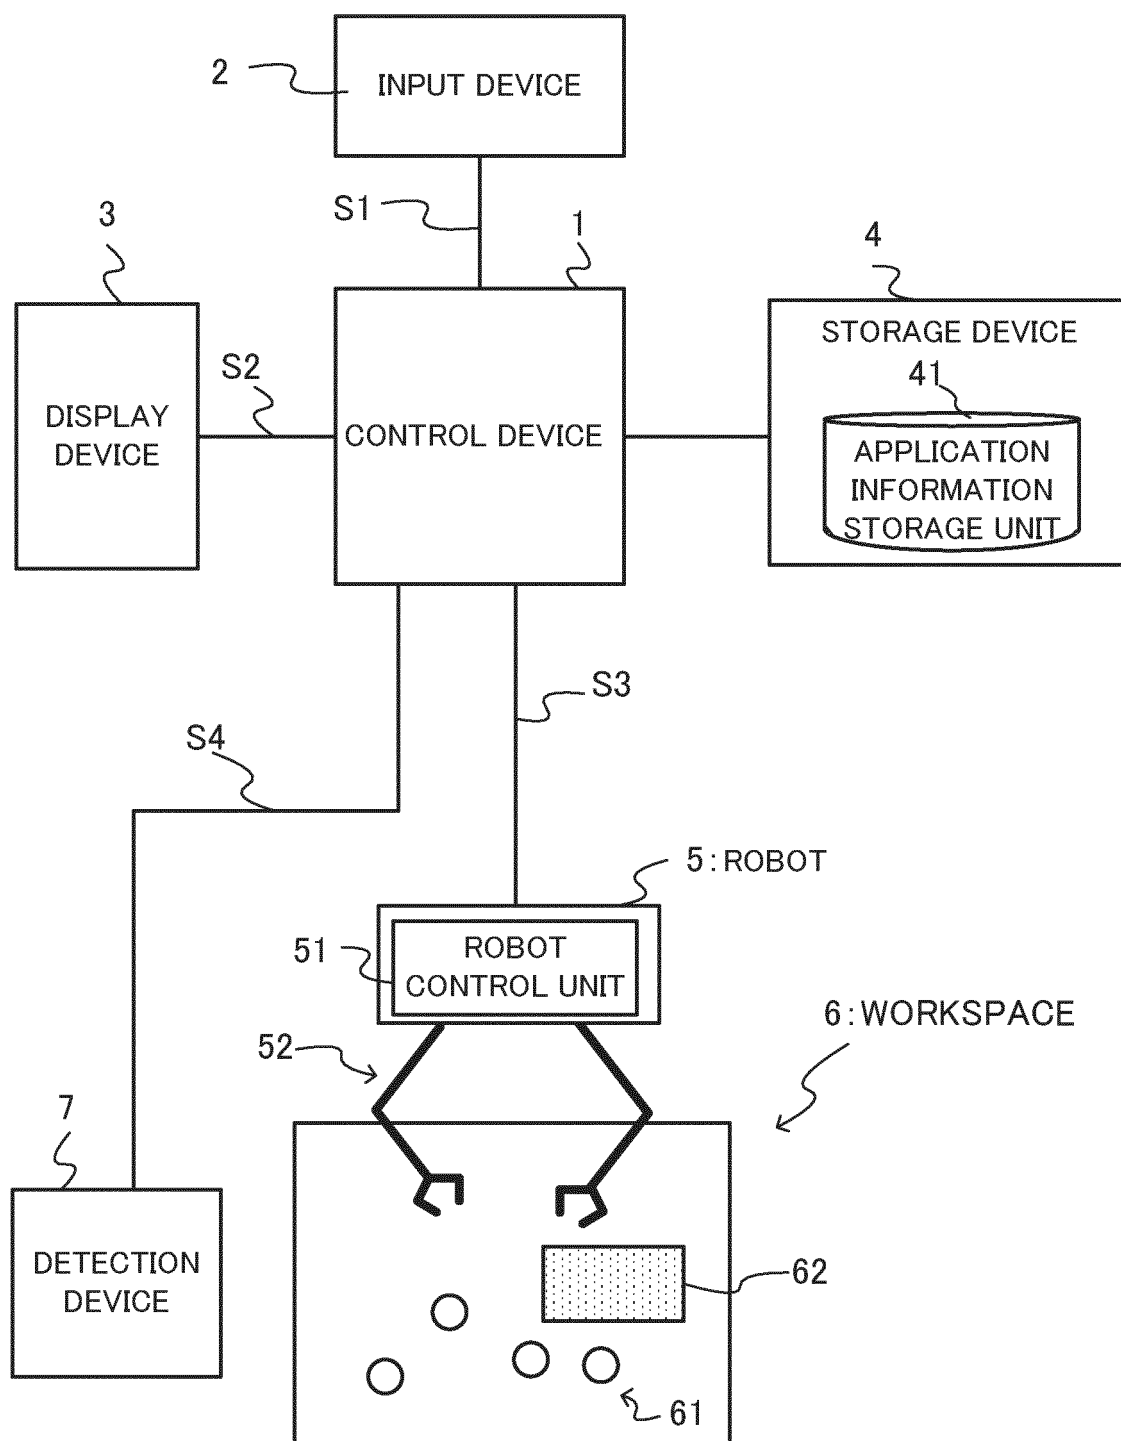 2
INPUT DEVICE
S1
3
1
4
STORAGE DEVICE
S2
41
DISPLAY
DEVICE
CONTROL DEVICE
APPLICATION
INFORMATION
STORAGE UNIT
S3
S4
5:ROBOT
51
ROBOT
CONTROL UNIT
6:WORKSPACE
52
7
DETECTION
DEVICE
62
61